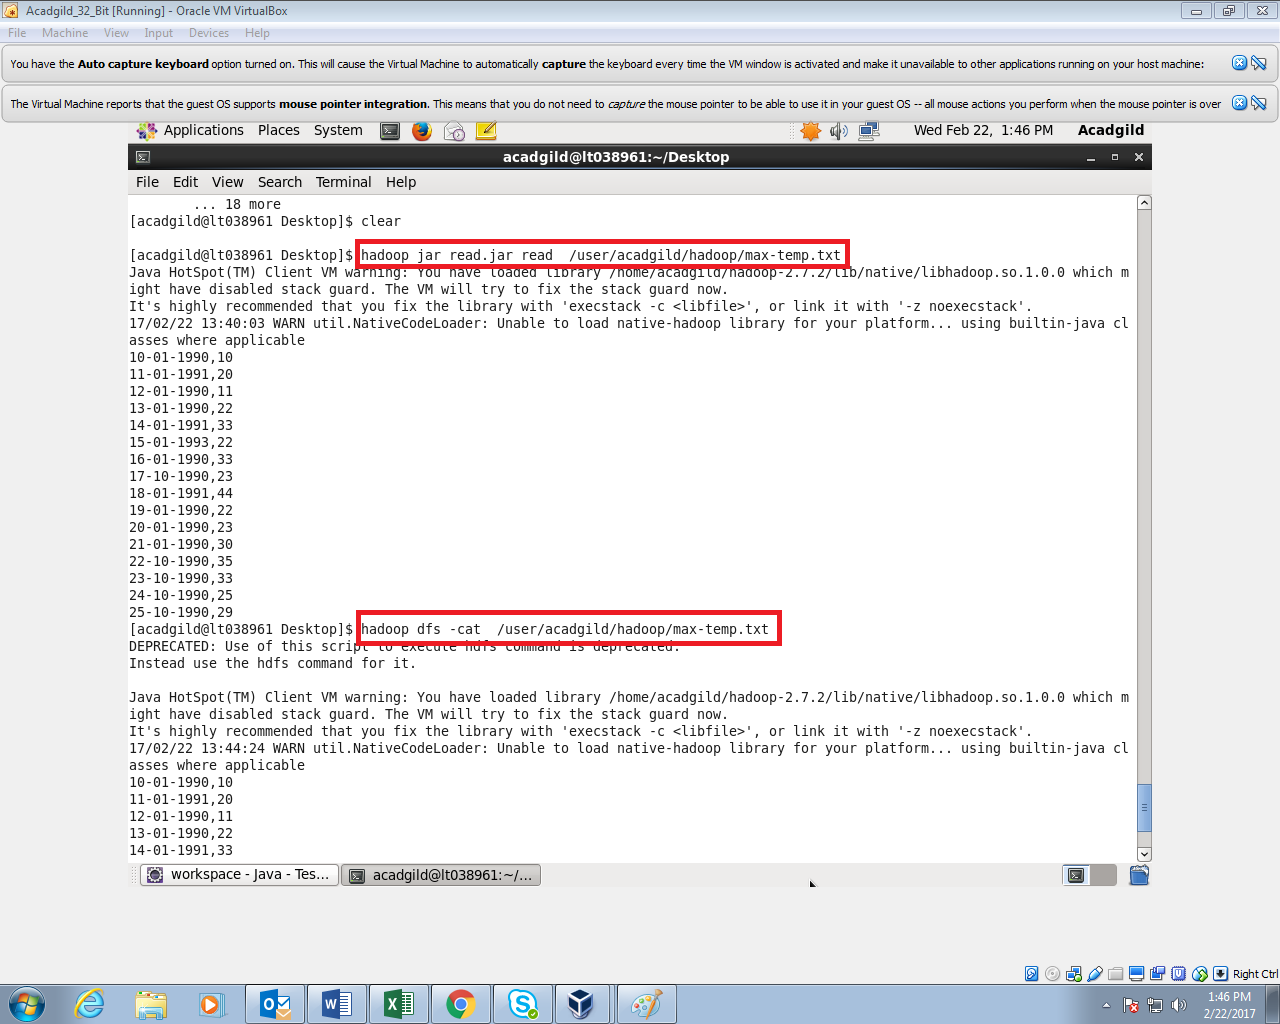 Acadgild_32_Bit [Running] - Oracle VM VirtualBox
File Machine View Input Devices Help
You have the Auto capture keyboard option turned on. This will cause the Virtual Machine to automatically capture the keyboard every time the VM window is activated and make it unavailable to other applications running on your host machine:
The Virtual Machine reports that the guest OS supports mouse pointer integration. This means that you do not need to capture the mouse pointer to be able to use it in your guest OS -- all mouse actions you perform when the mouse pointer is over
Applications Places System Wed Feb 22, 1:46 PM Acadgild
acadgild@lt038961:~/Desktop
File Edit View Search Terminal Help
... 18 more
[acadgild@lt038961 Desktop]$ clear
[acadgild@lt038961 Desktop]$ hadoop jar read.jar read  /user/acadgild/hadoop/max-temp.txt
Java HotSpot(TM) Client VM warning: You have loaded library /home/acadgild/hadoop-2.7.2/lib/native/libhadoop.so.1.0.0 which m
ight have disabled stack guard. The VM will try to fix the stack guard now.
It's highly recommended that you fix the library with 'execstack -c <libfile>', or link it with '-z noexecstack'.
17/02/22 13:40:03 WARN util.NativeCodeLoader: Unable to load native-hadoop library for your platform... using builtin-java cl
asses where applicable
10-01-1990,10
11-01-1991,20
12-01-1990,11
13-01-1990,22
14-01-1991,33
15-01-1993,22
16-01-1990,33
17-10-1990,23
18-01-1991,44
19-01-1990,22
20-01-1990,23
21-01-1990,30
22-10-1990,35
23-10-1990,33
24-10-1990,25
25-10-1990,29
[acadgild@lt038961 Desktop]$ hadoop dfs -cat  /user/acadgild/hadoop/max-temp.txt
DEPRECATED: Use of this script to execute hdfs command is deprecated.
Instead use the hdfs command for it.
Java HotSpot(TM) Client VM warning: You have loaded library /home/acadgild/hadoop-2.7.2/lib/native/libhadoop.so.1.0.0 which m
ight have disabled stack guard. The VM will try to fix the stack guard now.
It's highly recommended that you fix the library with 'execstack -c <libfile>', or link it with '-z noexecstack'.
17/02/22 13:44:24 WARN util.NativeCodeLoader: Unable to load native-hadoop library for your platform... using builtin-java cl
asses where applicable
10-01-1990,10
11-01-1991,20
12-01-1990,11
13-01-1990,22
14-01-1991,33
workspace - Java - Tes... acadgild@lt038961:~/...
Right Ctrl
1:46 PM
2/22/2017